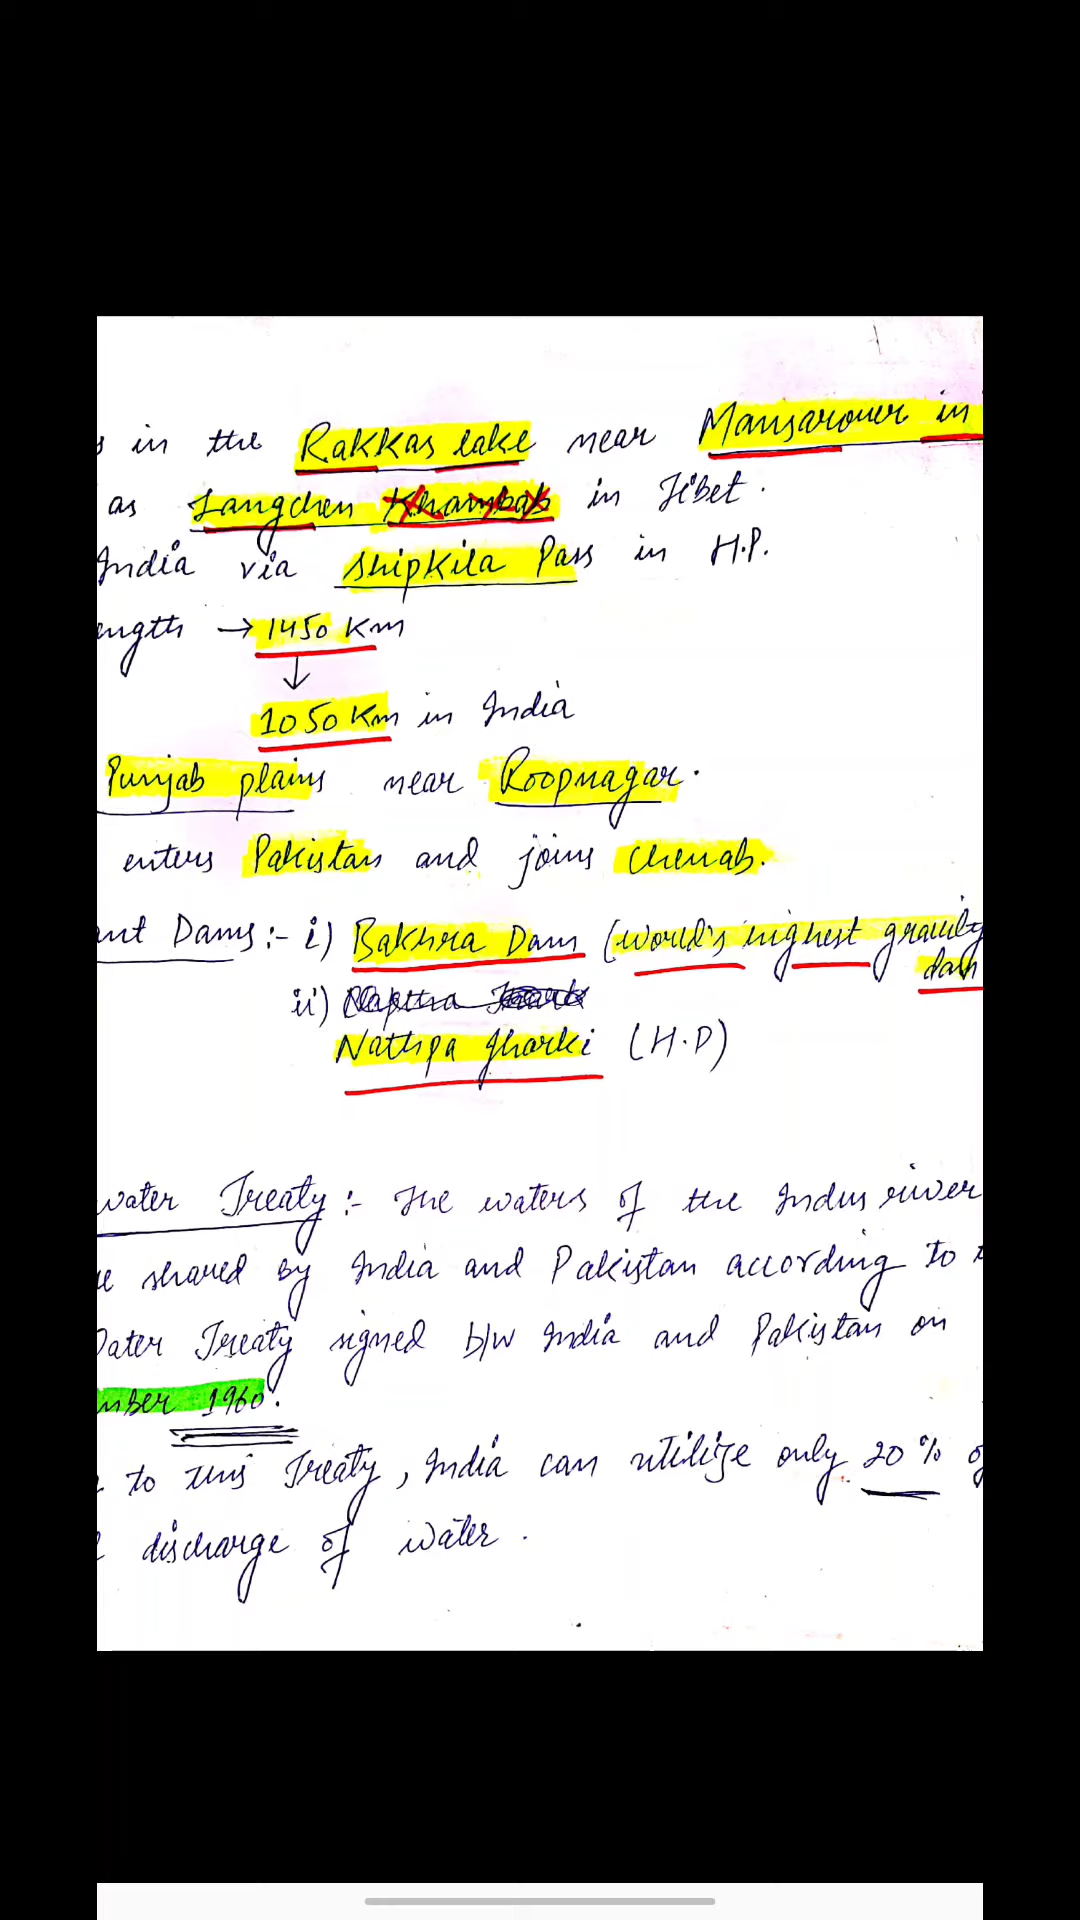 s in the Rakkas lake near Mansarover in
as Langchen Khambab in Tibet.
India via Shipkila Pass in H.P.
ength → 1450 Km
↓
1050 Km in India
Punjab plains near Roopnagar.
enters Pakistan and joins Chenab.
ant Dams :- i) Bakhra Dam (world's highest gravity
dam
ii)
Nathpa Jharki (H.P)
water Treaty :- The waters of the Indus river
e shared by India and Pakistan according to
Water Treaty signed b/w India and Pakistan on
mber 1960.
to this Treaty, India can utilize only 20% of
discharge of water.